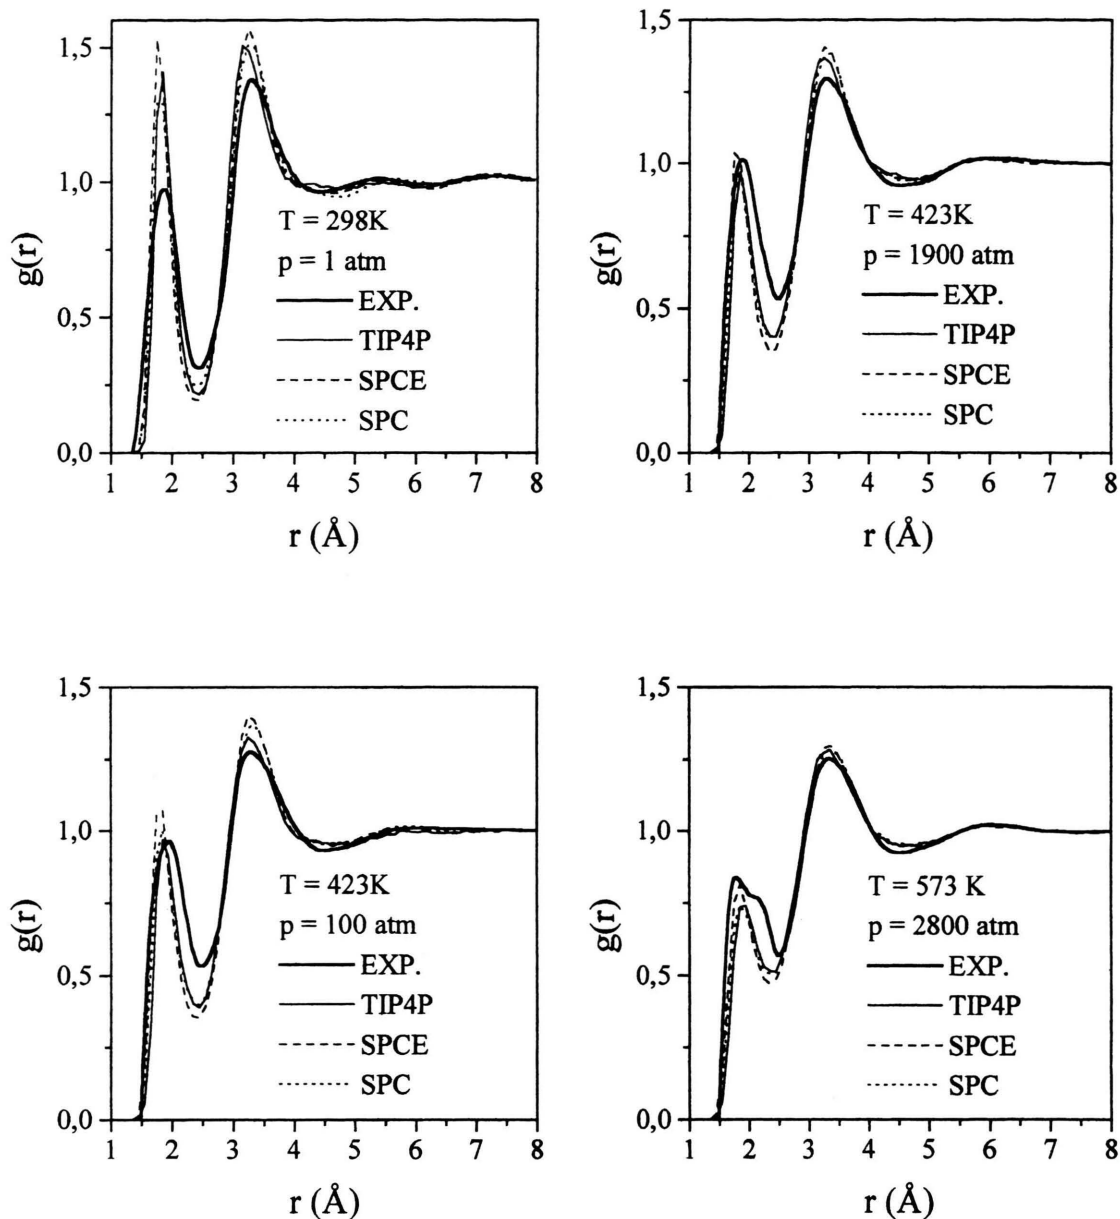 1,5
1,0
0,5
0,0
g(r)
T = 298K
p = 1 atm
EXP.
TIP4P
SPCE
SPC
1 2 3 4 5 6 7 8
r (Å)
1,5
1,0
0,5
0,0
g(r)
T = 423K
p = 1900 atm
EXP.
TIP4P
SPCE
SPC
1 2 3 4 5 6 7 8
r (Å)
1,5
1,0
0,5
0,0
g(r)
T = 423K
p = 100 atm
EXP.
TIP4P
SPCE
SPC
1 2 3 4 5 6 7 8
r (Å)
1,5
1,0
0,5
0,0
g(r)
T = 573 K
p = 2800 atm
EXP.
TIP4P
SPCE
SPC
1 2 3 4 5 6 7 8
r (Å)